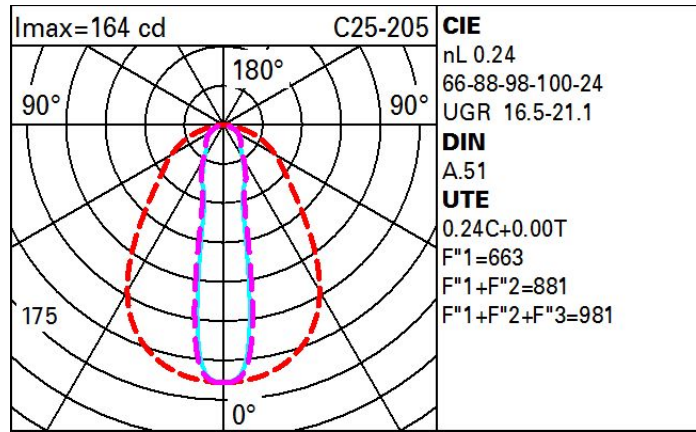 Imax=164 cd
C25-205
180°
90°
90°
175
0°
CIE
nL 0.24
66-88-98-100-24
UGR 16.5-21.1
DIN
A.51
UTE
0.24C+0.00T
F"1=663
F"1+F"2=881
F"1+F"2+F"3=981